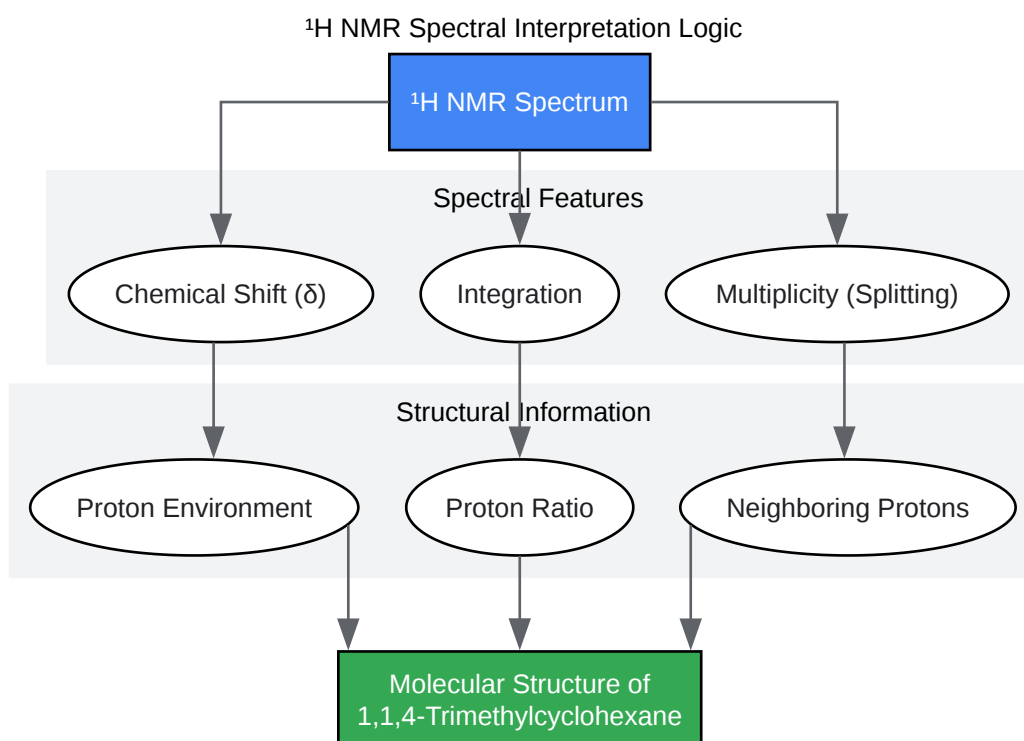 ¹H NMR Spectral Interpretation Logic
¹H NMR Spectrum
Spectral Features
Chemical Shift (δ)
Integration
Multiplicity (Splitting)
Structural Information
Proton Environment
Proton Ratio
Neighboring Protons
Molecular Structure of
1,1,4-Trimethylcyclohexane